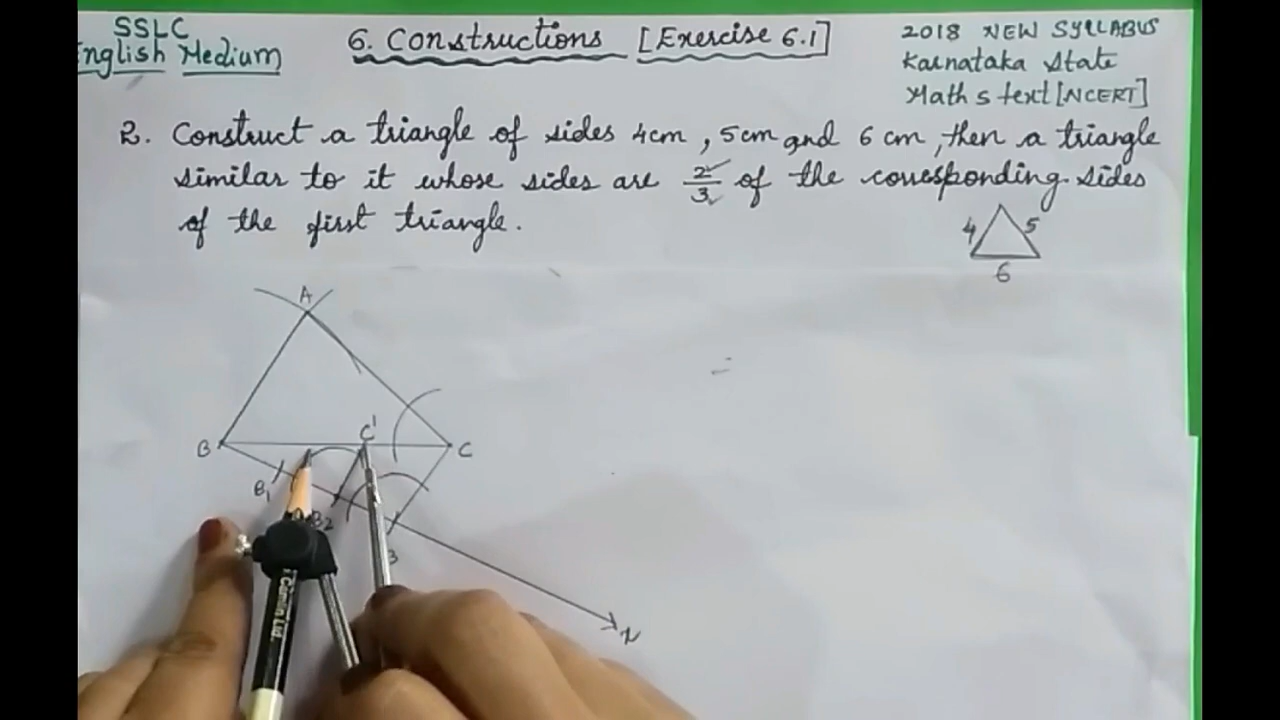 SSLC
English Medium
6. Constructions [Exercise 6.1]
2018 NEW SYLLABUS
Karnataka State
Maths text [NCERT]
2. Construct a triangle of sides 4cm, 5cm and 6 cm, then a triangle
similar to it whose sides are 2/3 of the corresponding sides
of the first triangle.
4 5
6
A
B C' C
B1
B2
3
Camlin Ltd.